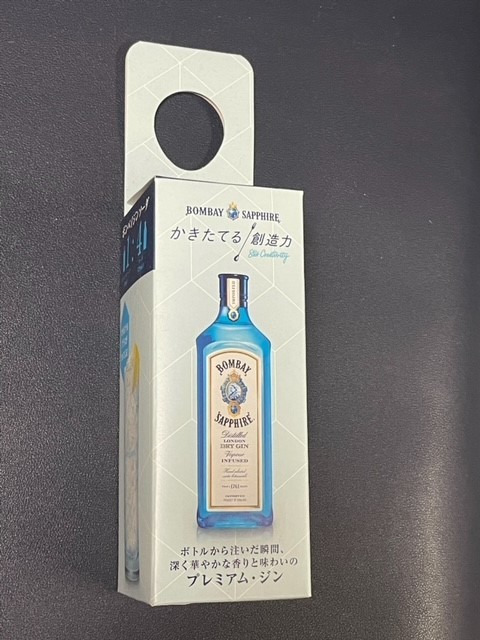 BOMBAY SAPPHIRE
かきたてる/創造力
Stir Creativity
BOMBAY
SAPPHIRE
Distilled
LONDON
DRY GIN
Vapour
INFUSED
ボトルから注いだ瞬間、
深く華やかな香りと味わいの
プレミアム・ジン